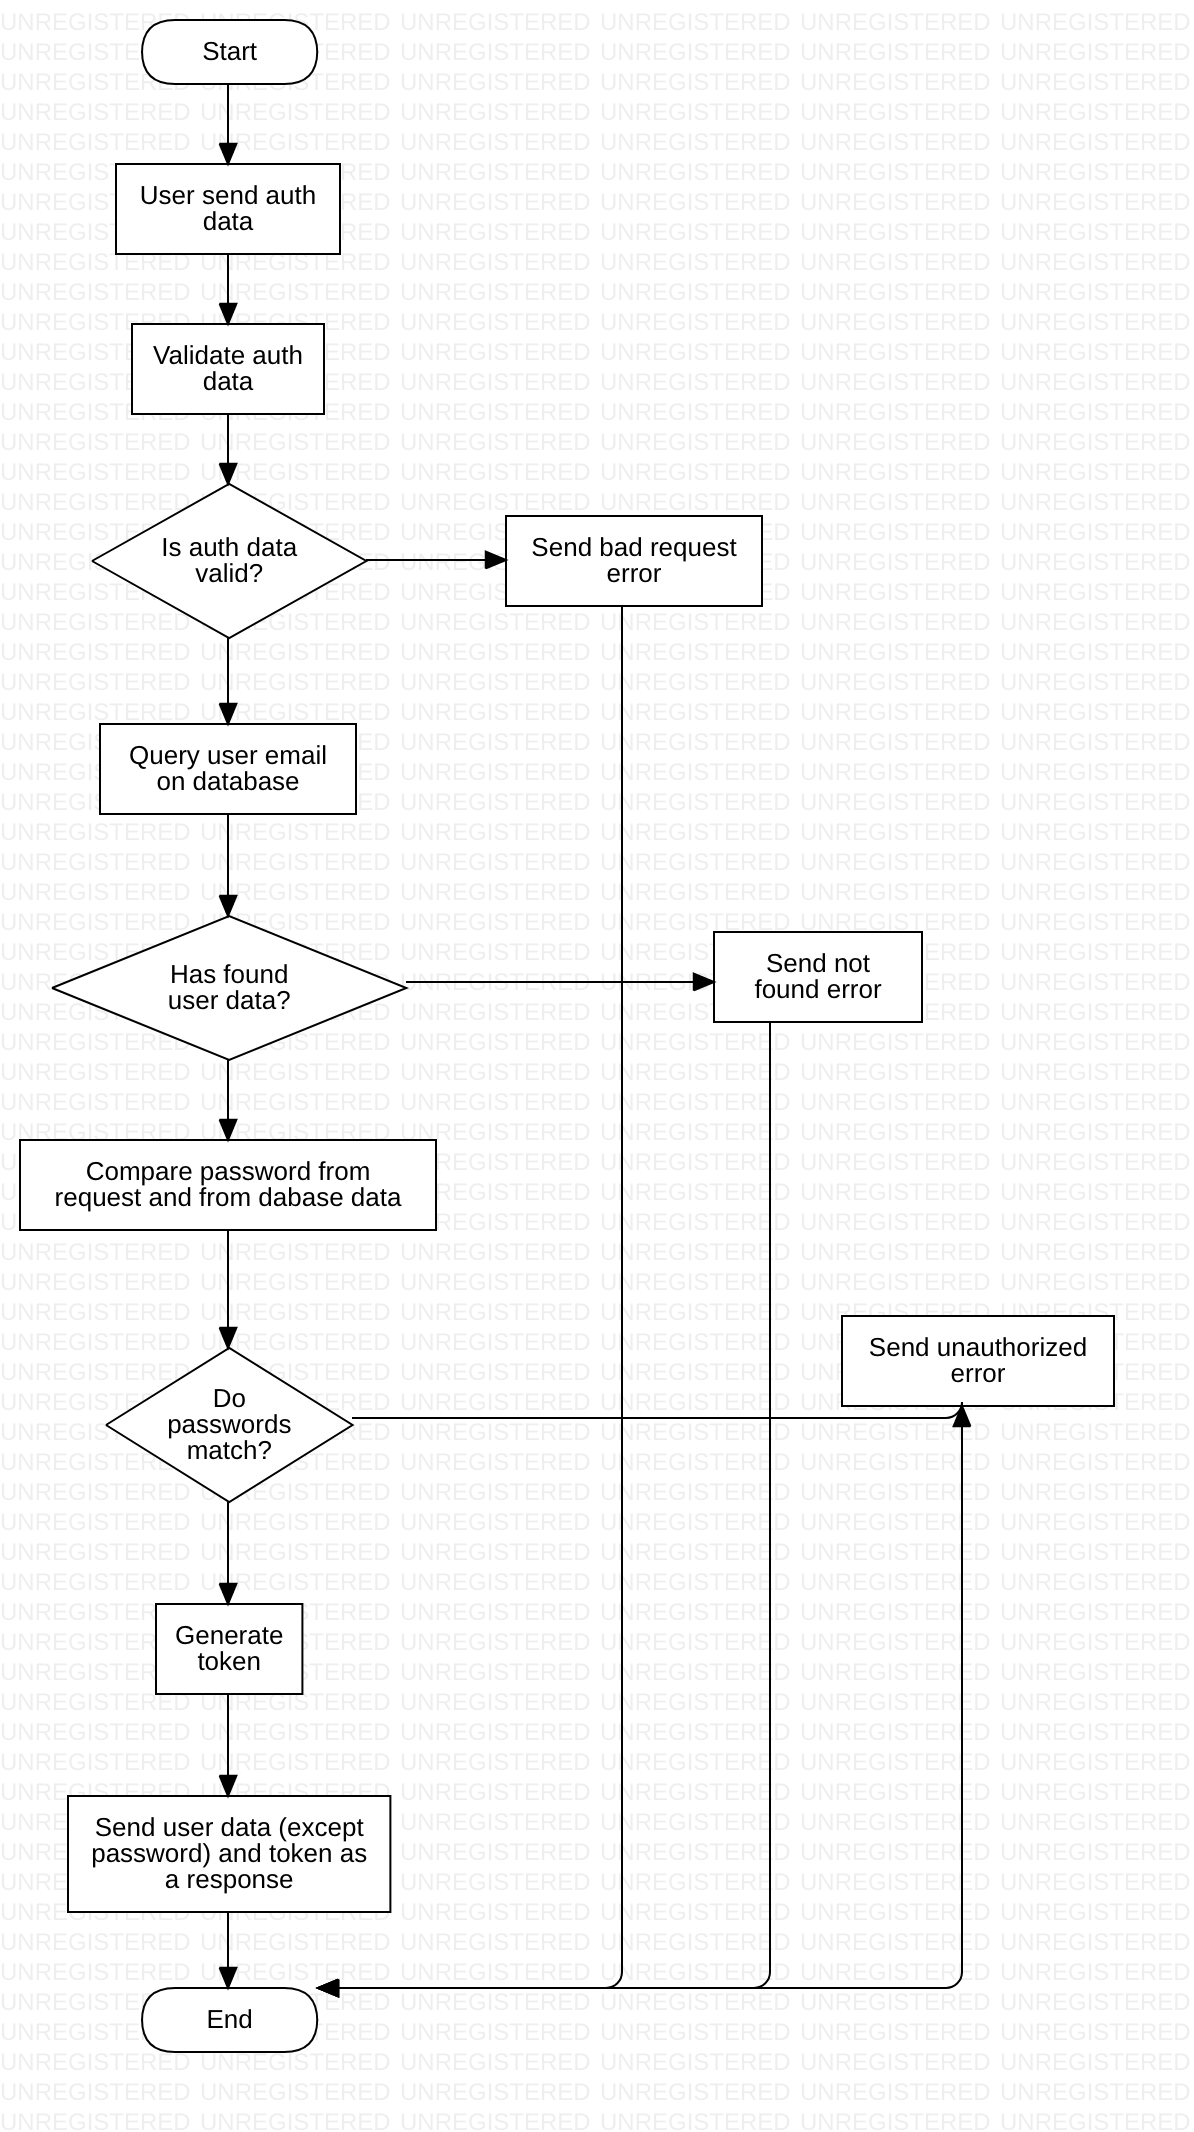 Start
User send auth
data
Validate auth
data
Is auth data
valid?
Send bad request
error
Query user email
on database
Has found
user data?
Send not
found error
Compare password from
request and from dabase data
Send unauthorized
error
Do
passwords
match?
Generate
token
Send user data (except
password) and token as
a response
End
UNREGISTERED